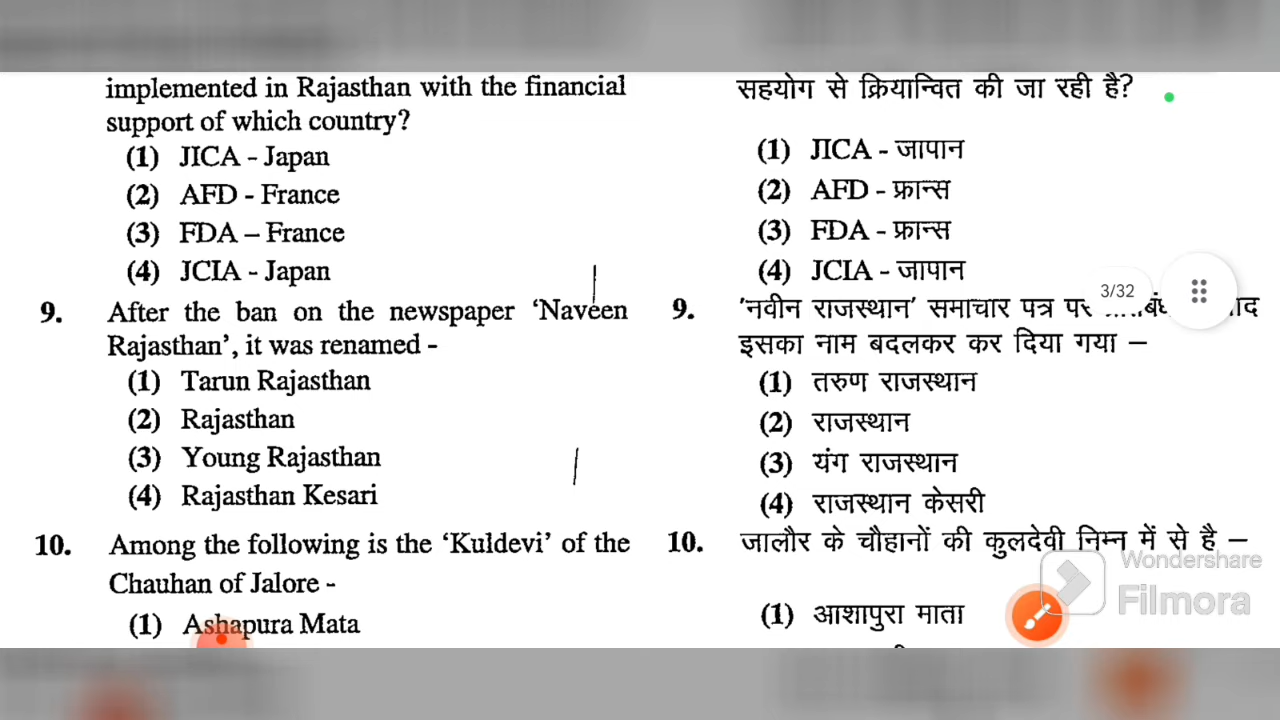 implemented in Rajasthan with the financial
support of which country?
(1) JICA - Japan
(2) AFD - France
(3) FDA – France
(4) JCIA - Japan
9. After the ban on the newspaper ‘Naveen
Rajasthan’, it was renamed -
(1) Tarun Rajasthan
(2) Rajasthan
(3) Young Rajasthan
(4) Rajasthan Kesari
10. Among the following is the ‘Kuldevi’ of the
Chauhan of Jalore -
(1) Ashapura Mata
सहयोग से क्रियान्वित की जा रही है?
(1) JICA - जापान
(2) AFD - फ्रान्स
(3) FDA - फ्रान्स
(4) JCIA - जापान
3/32
9. 'नवीन राजस्थान' समाचार पत्र पर
इसका नाम बदलकर कर दिया गया –
(1) तरुण राजस्थान
(2) राजस्थान
(3) यंग राजस्थान
(4) राजस्थान केसरी
10. जालौर के चौहानों की कुलदेवी निम्न में से है –
(1) आशापुरा माता
Wondershare
Filmora